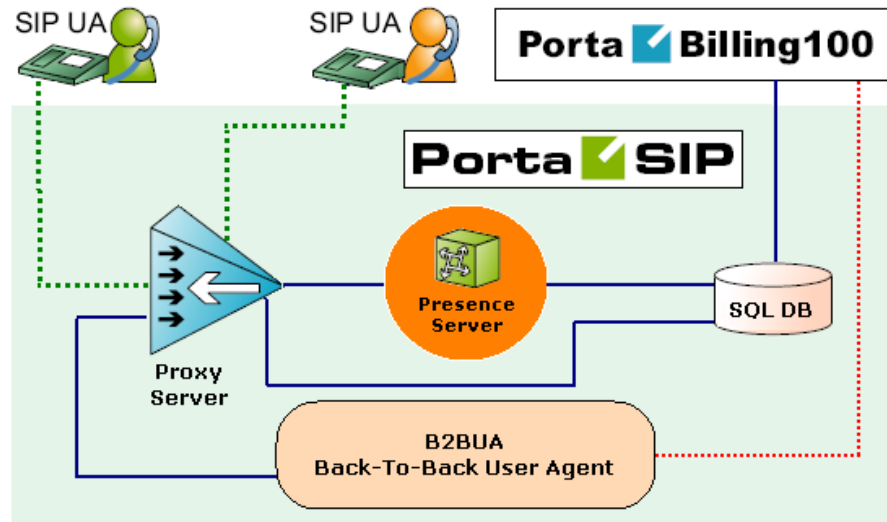 SIP UA
SIP UA
Porta Billing100
Porta SIP
Presence
Server
SQL DB
Proxy
Server
B2BUA
Back-To-Back User Agent